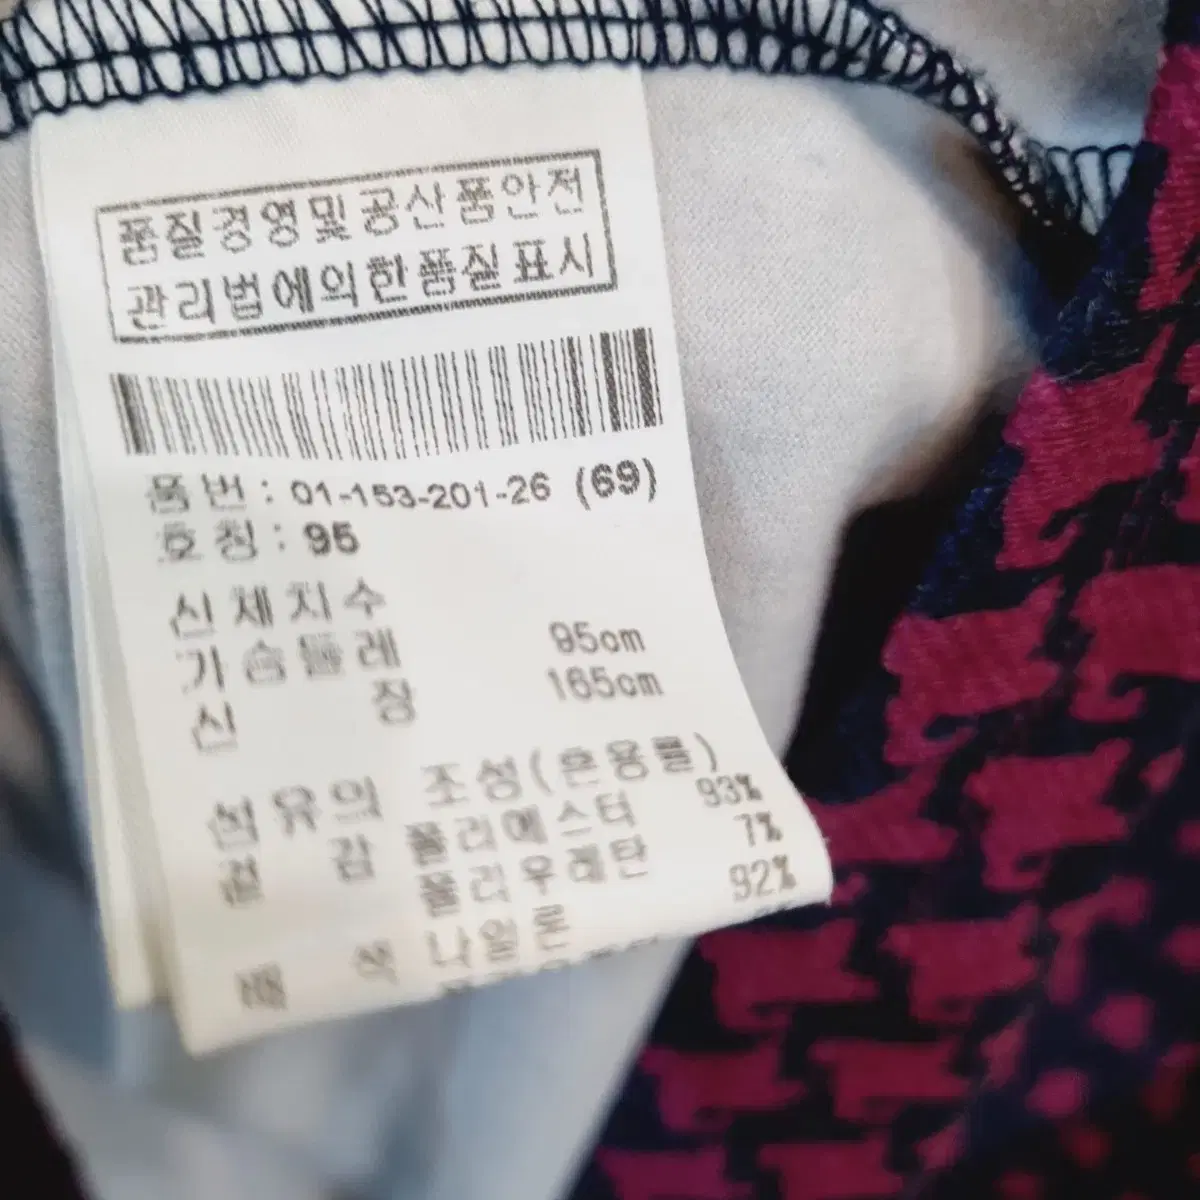 품질경영및공산품안전
관리법에의한품질표시
품번 : 01-153-201-26 (69)
호칭 : 95
신체치수
가슴둘레 95cm
신 장 165cm
섬유의 조성(혼용률)
겉 감 폴리에스터 93%
폴리우레탄 7%
배 색 나일론 92%